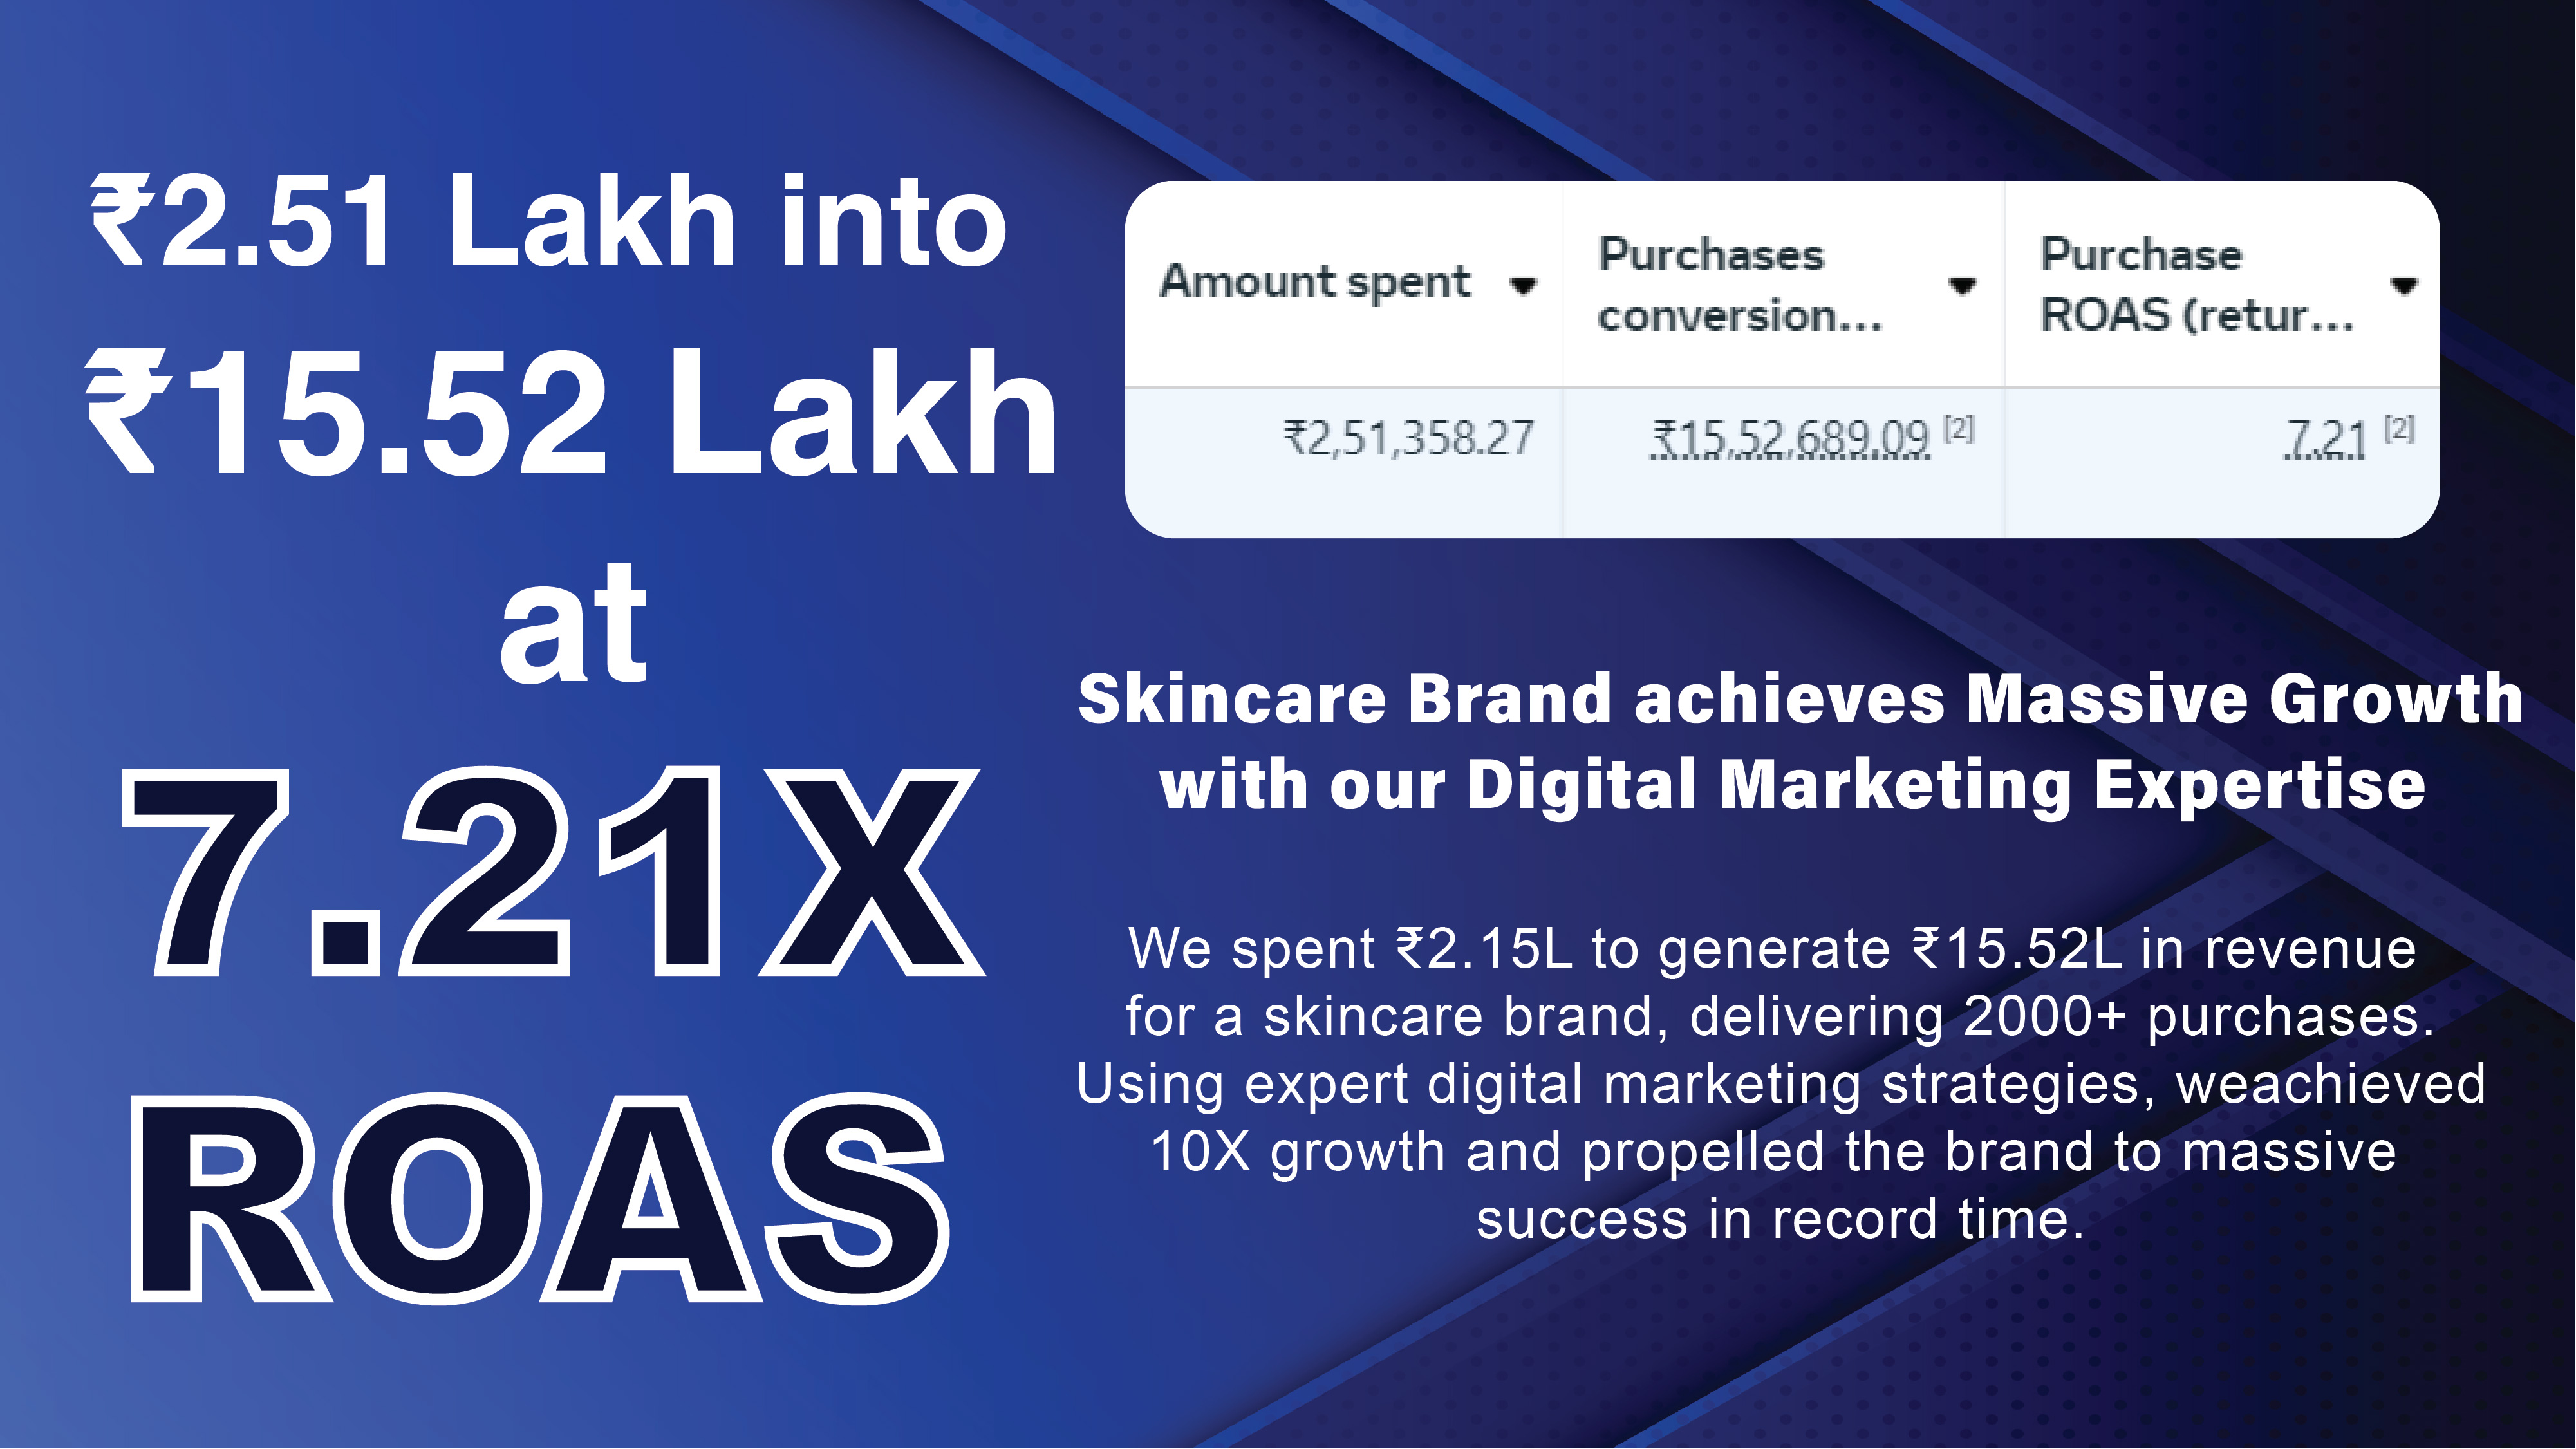 ₹2.51 Lakh into
₹15.52 Lakh
at
7.21X
ROAS
Amount spent
Purchases
conversion...
Purchase
ROAS (retur...
₹2,51,358.27
₹15,52,689.09 [2]
7.21 [2]
Skincare Brand achieves Massive Growth
with our Digital Marketing Expertise
We spent ₹2.15L to generate ₹15.52L in revenue
for a skincare brand, delivering 2000+ purchases.
Using expert digital marketing strategies, weachieved
10X growth and propelled the brand to massive
success in record time.